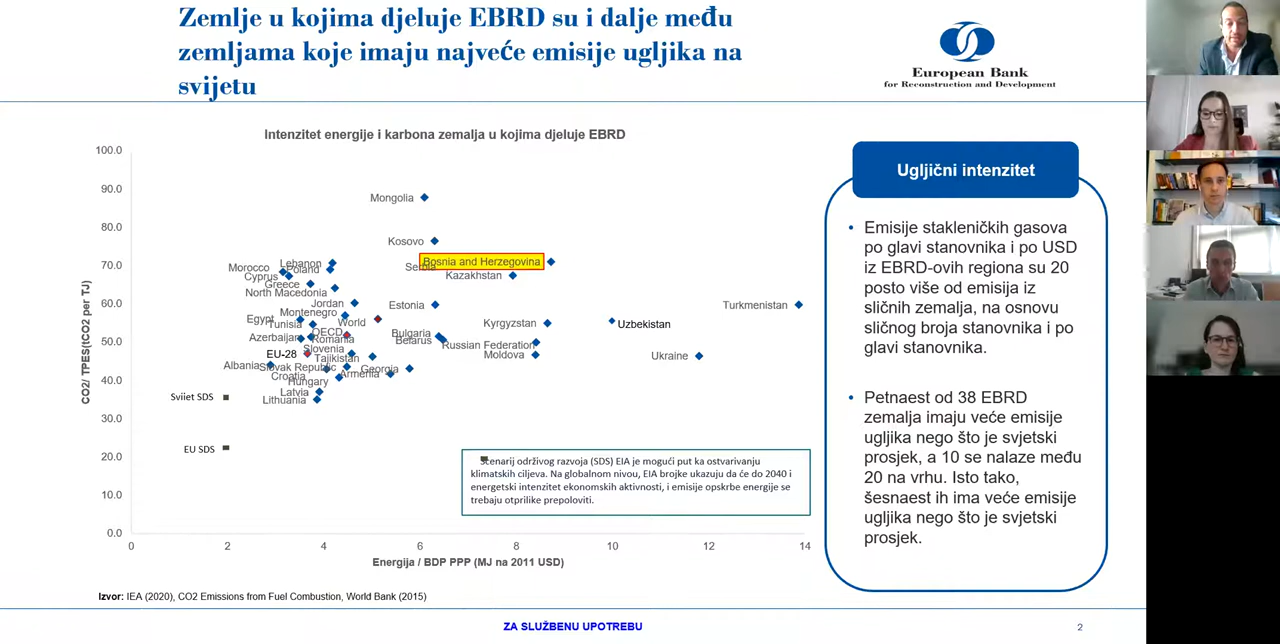 Zemlje u kojima djeluje EBRD su i dalje među
zemljama koje imaju najveće emisije ugljika na
svijetu
European Bank
for Reconstruction and Development
Intenzitet energije i karbona zemalja u kojima djeluje EBRD
CO2/ TPES((tCO2 per TJ)
100.0
90.0
80.0
70.0
60.0
50.0
40.0
30.0
20.0
10.0
0.0
Mongolia
Kosovo
Bosnia and Herzegovina
Serbia
Kazakhstan
Lebanon
Morocco
Poland
Cyprus
Greece
North Macedonia
Jordan
Estonia
Turkmenistan
Montenegro
Egypt
Tunisia
World
Kyrgyzstan
Uzbekistan
OECD
Azerbaijan
Romania
Bulgaria
Belarus
Russian Federation
Slovenia
EU-28
Tajikistan
Moldova
Ukraine
Albania
Slovak Republic
Georgia
Croatia
Armenia
Hungary
Latvia
Lithuania
Svijet SDS
EU SDS
Scenarij održivog razvoja (SDS) EIA je mogući put ka ostvarivanju
klimatskih ciljeva. Na globalnom nivou, EIA brojke ukazuju da će do 2040 i
energetski intenzitet ekonomskih aktivnosti, i emisije opskrbe energije se
trebaju otprilike prepoloviti.
0 2 4 6 8 10 12 14
Energija / BDP PPP (MJ na 2011 USD)
Ugljični intenzitet
• Emisije stakleničkih gasova
po glavi stanovnika i po USD
iz EBRD-ovih regiona su 20
posto više od emisija iz
sličnih zemalja, na osnovu
sličnog broja stanovnika i po
glavi stanovnika.
• Petnaest od 38 EBRD
zemalja imaju veće emisije
ugljika nego što je svjetski
prosjek, a 10 se nalaze među
20 na vrhu. Isto tako,
šesnaest ih ima veće emisije
ugljika nego što je svjetski
prosjek.
Izvor: IEA (2020), CO2 Emissions from Fuel Combustion, World Bank (2015)
ZA SLUŽBENU UPOTREBU
2